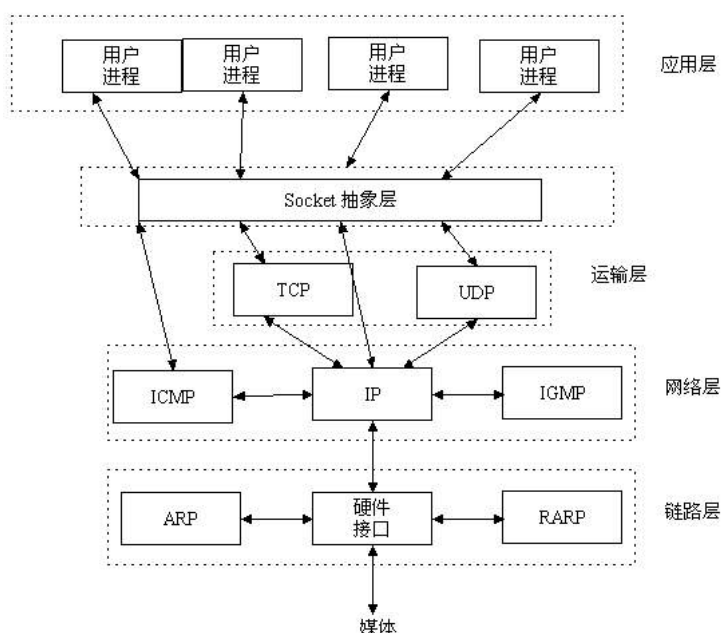 用户
进程
用户
进程
用户
进程
用户
进程
应用层
Socket 抽象层
TCP
UDP
运输层
ICMP
IP
IGMP
网络层
ARP
硬件
接口
RARP
链路层
媒体